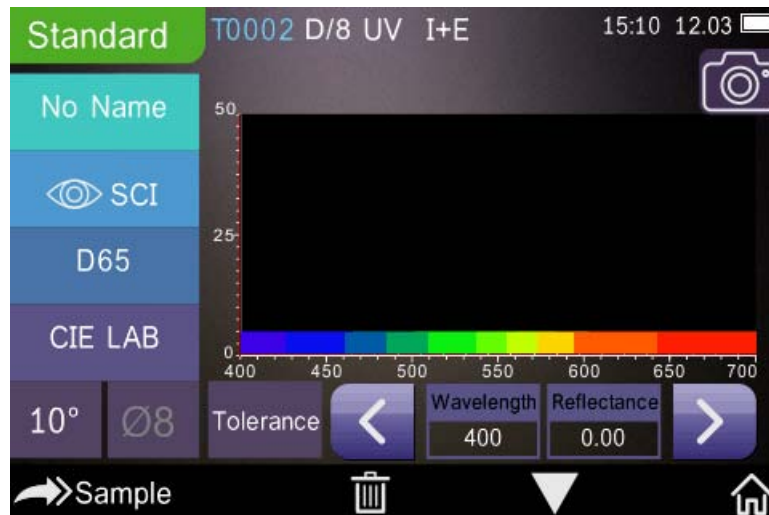 Standard
T0002 D/8 UV I+E
15:10 12.03
No Name
SCI
D65
CIE LAB
10°
Ø8
50
25
0
400 450 500 550 600 650 700
Tolerance
Wavelength
400
Reflectance
0.00
Sample